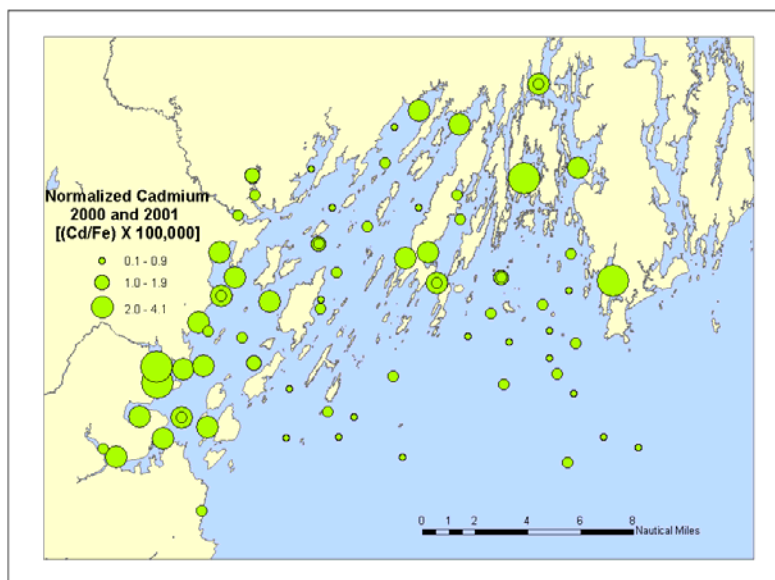 Normalized Cadmium
2000 and 2001
[(Cd/Fe) X 100,000]
0.1 - 0.9
1.0 - 1.9
2.0 - 4.1
0 1 2 4 6 8
Nautical Miles